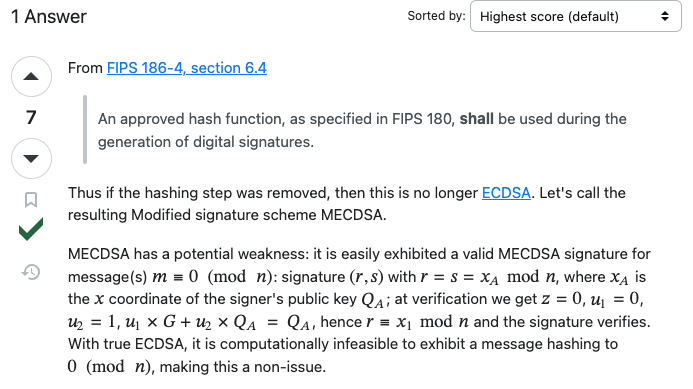 1 Answer
Sorted by: Highest score (default)
From FIPS 186-4, section 6.4
7
An approved hash function, as specified in FIPS 180, shall be used during the
generation of digital signatures.
Thus if the hashing step was removed, then this is no longer ECDSA. Let's call the
resulting Modified signature scheme MECDSA.
MECDSA has a potential weakness: it is easily exhibited a valid MECDSA signature for
message(s) m ≡ 0 (mod n): signature (r, s) with r = s = x_A mod n, where x_A is
the x coordinate of the signer's public key Q_A; at verification we get z = 0, u₁ = 0,
u₂ = 1, u₁ × G + u₂ × Q_A = Q_A, hence r ≡ x₁ mod n and the signature verifies.
With true ECDSA, it is computationally infeasible to exhibit a message hashing to
0 (mod n), making this a non-issue.